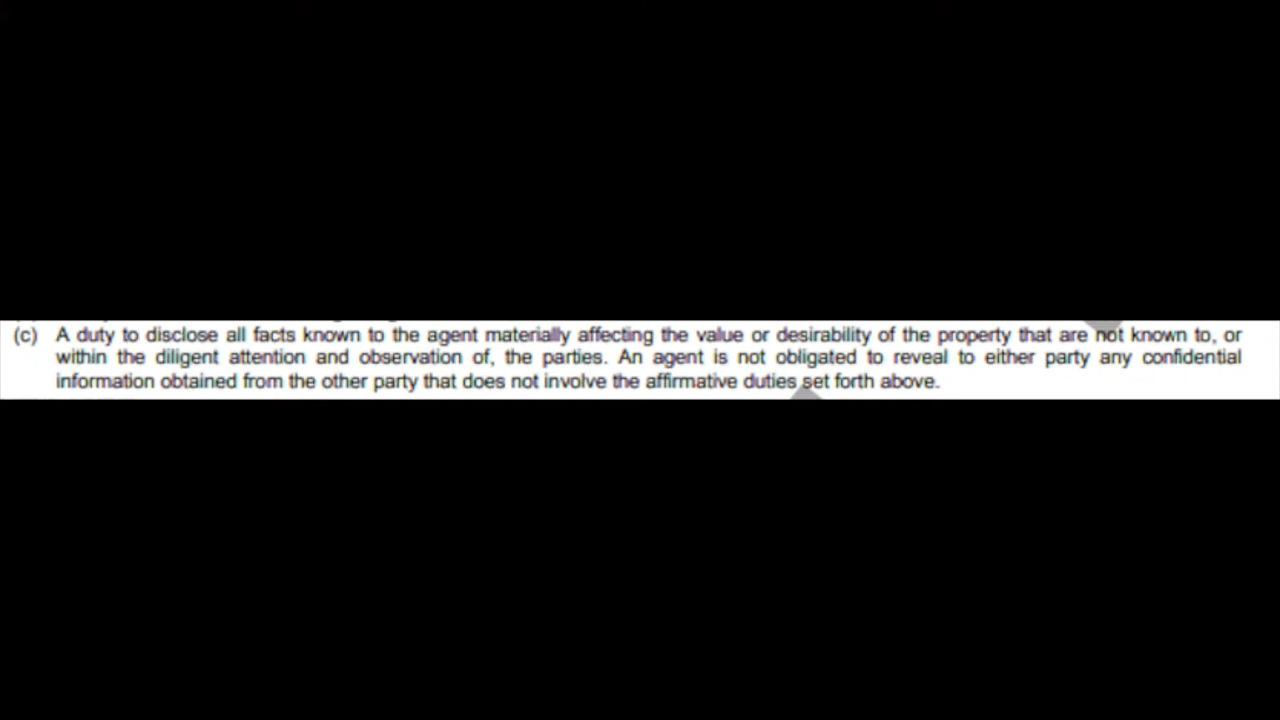 (c) A duty to disclose all facts known to the agent materially affecting the value or desirability of the property that are not known to, or
within the diligent attention and observation of, the parties. An agent is not obligated to reveal to either party any confidential
information obtained from the other party that does not involve the affirmative duties set forth above.